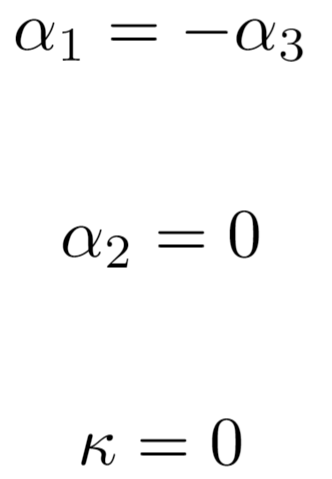 α₁ = −α₃
α₂ = 0
κ = 0